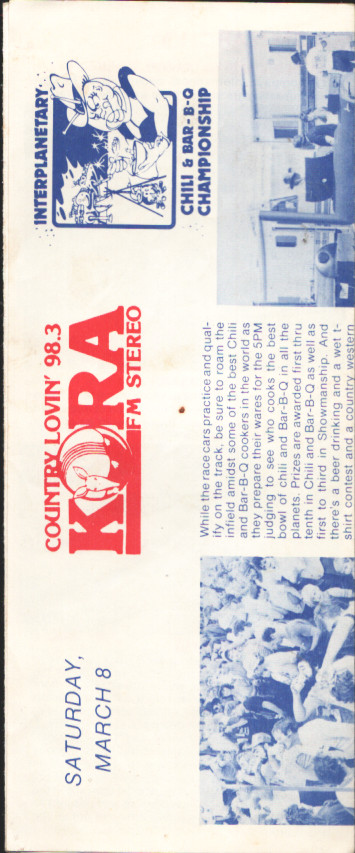 SATURDAY,
MARCH 8
COUNTRY LOVIN' 98.3
KORA
FM STEREO
INTERPLANETARY
CHILI & BAR-B-Q
CHAMPIONSHIP
While the race cars practice and qual-
ify on the track, be sure to roam the
infield amidst some of the best Chili
and Bar-B-Q cookers in the world as
they prepare their wares for the 5PM
judging to see who cooks the best
bowl of chili and Bar-B-Q in all the
planets. Prizes are awarded first thru
tenth in Chili and Bar-B-Q as well as
first to third in Showmanship. And
there's a beer drinking and a wet t-
shirt contest and a country western